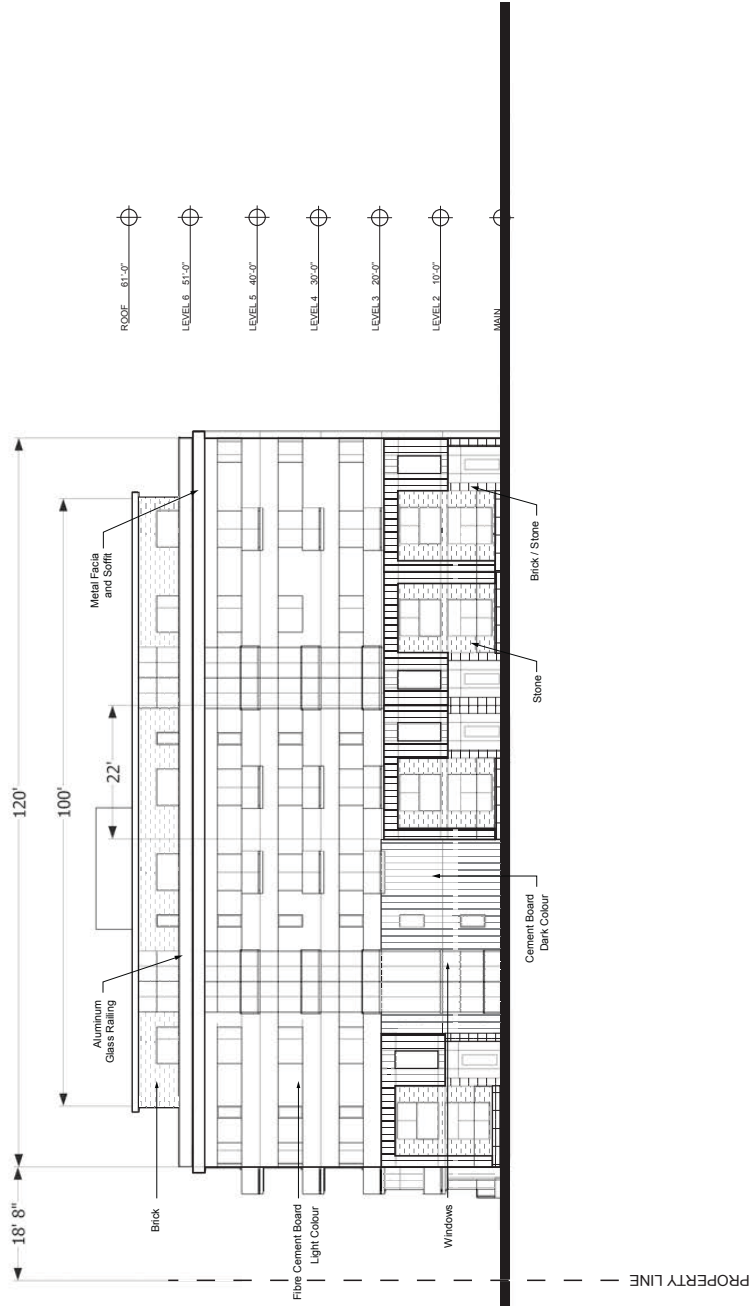 120'
18' 8"
100'
22'
Metal Facia
and Soffit
Aluminum
Glass Railing
Brick
Fibre Cement Board
Light Colour
Windows
Cement Board
Dark Colour
Stone
Brick / Stone
ROOF 61'-0"
LEVEL 6 51'-0"
LEVEL 5 40'-0"
LEVEL 4 30'-0"
LEVEL 3 20'-0"
LEVEL 2 10'-0"
MAIN
PROPERTY LINE